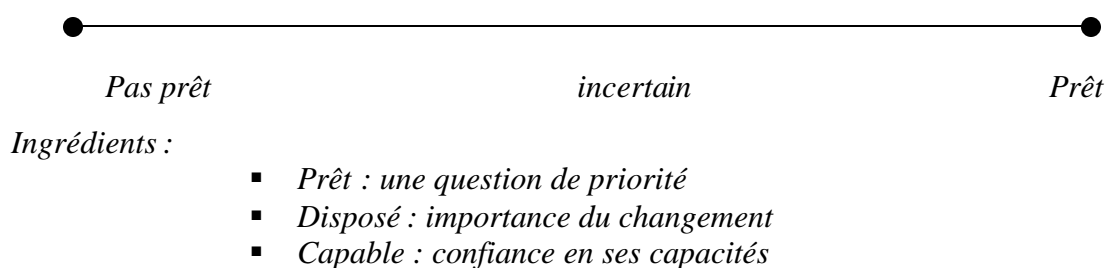 Pas prêt incertain Prêt
Ingrédients :
▪ Prêt : une question de priorité
▪ Disposé : importance du changement
▪ Capable : confiance en ses capacités